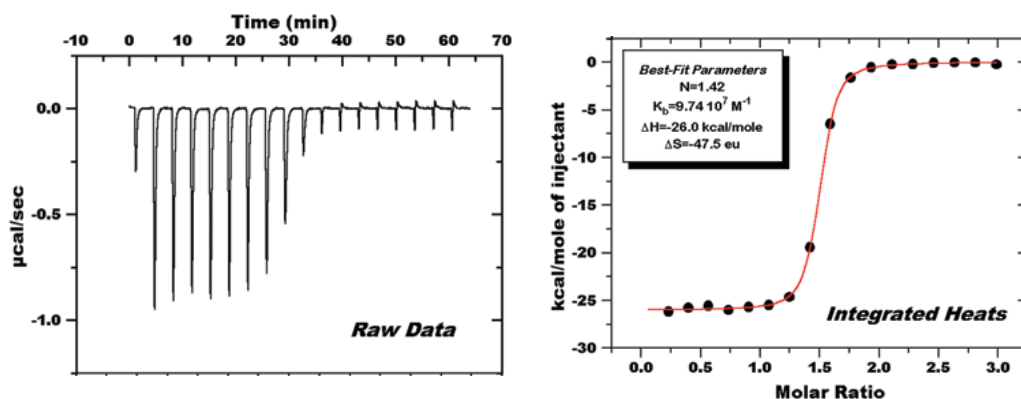 Time (min)
-10 0 10 20 30 40 50 60 70
0.0
-0.5
-1.0
µcal/sec
Raw Data
Best-Fit Parameters
N=1.42
Kb=9.74 10⁷ M⁻¹
ΔH=-26.0 kcal/mole
ΔS=-47.5 eu
0
-5
-10
-15
-20
-25
-30
kcal/mole of injectant
Integrated Heats
0.0 0.5 1.0 1.5 2.0 2.5 3.0
Molar Ratio